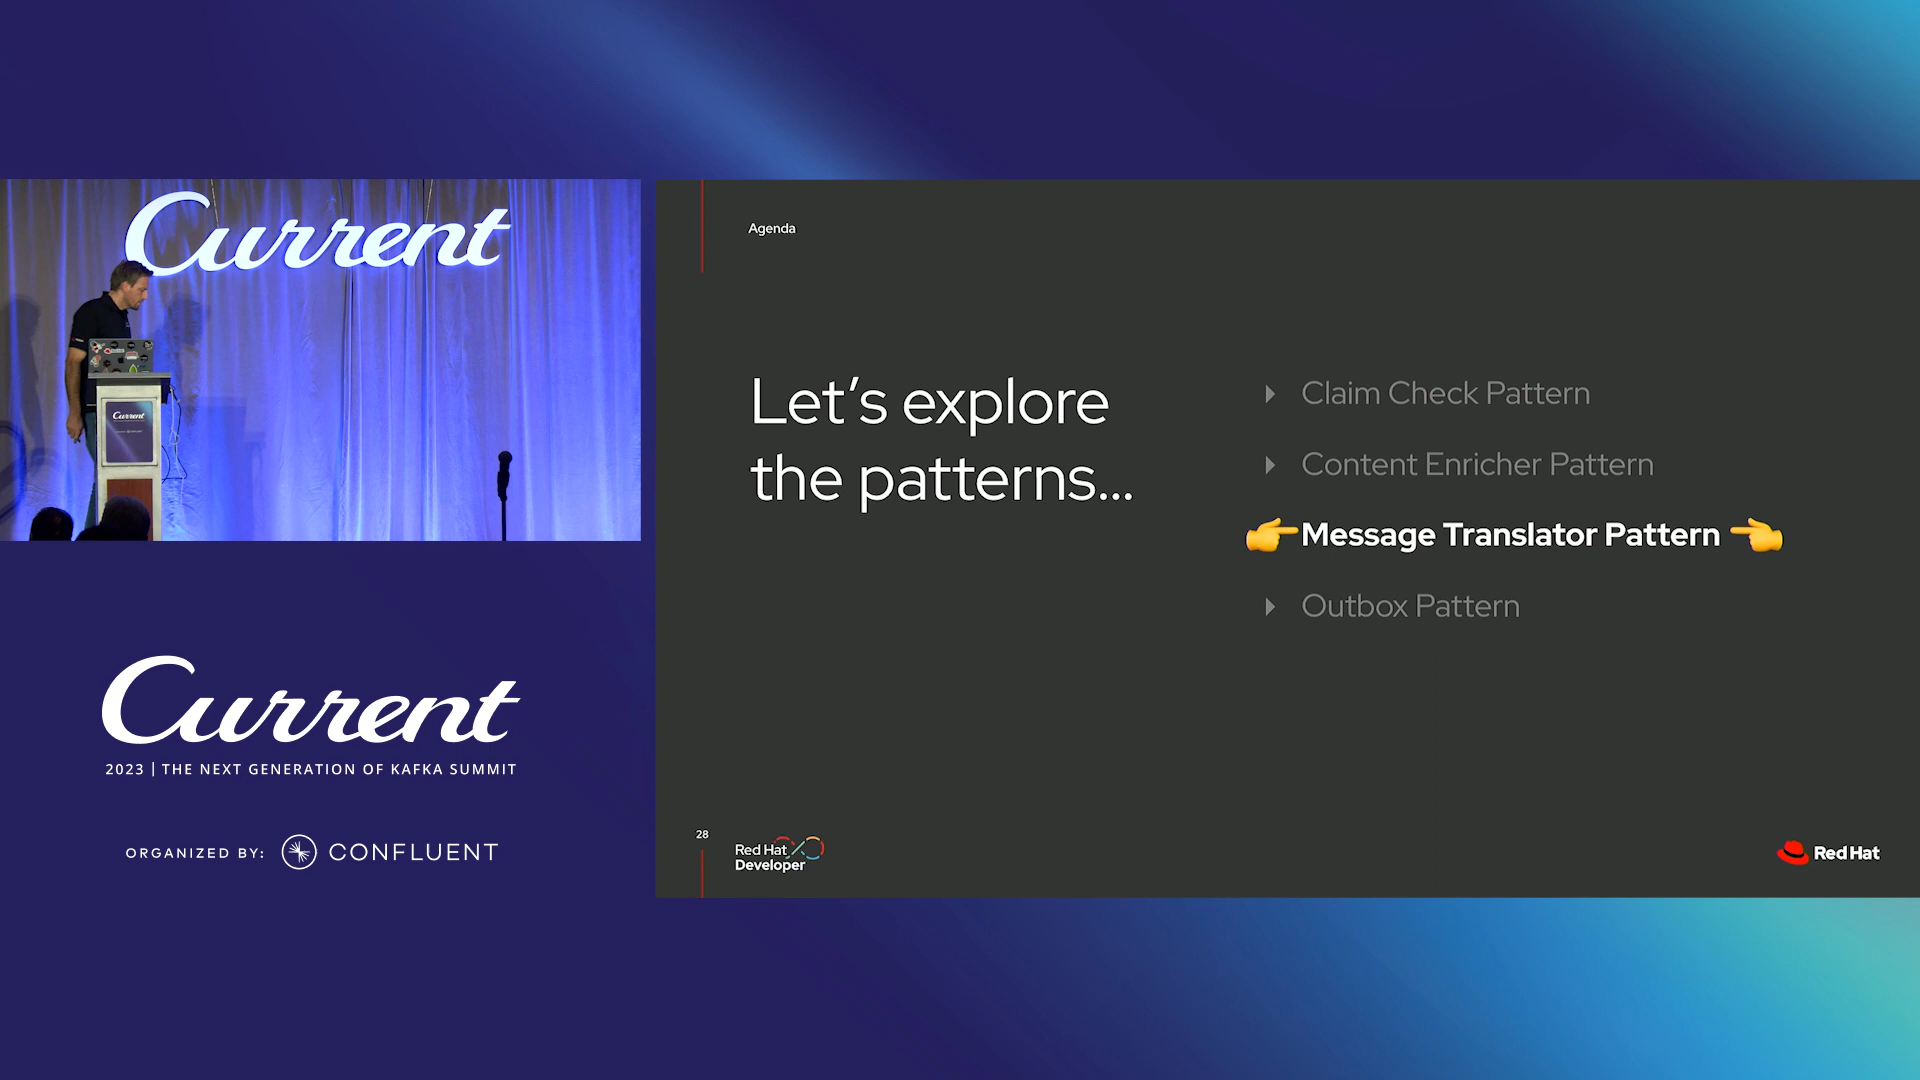 Current
Current
Agenda
Let’s explore
the patterns...
Claim Check Pattern
Content Enricher Pattern
Message Translator Pattern
Outbox Pattern
Current
2023 | THE NEXT GENERATION OF KAFKA SUMMIT
ORGANIZED BY: CONFLUENT
28
Red Hat
Developer
Red Hat